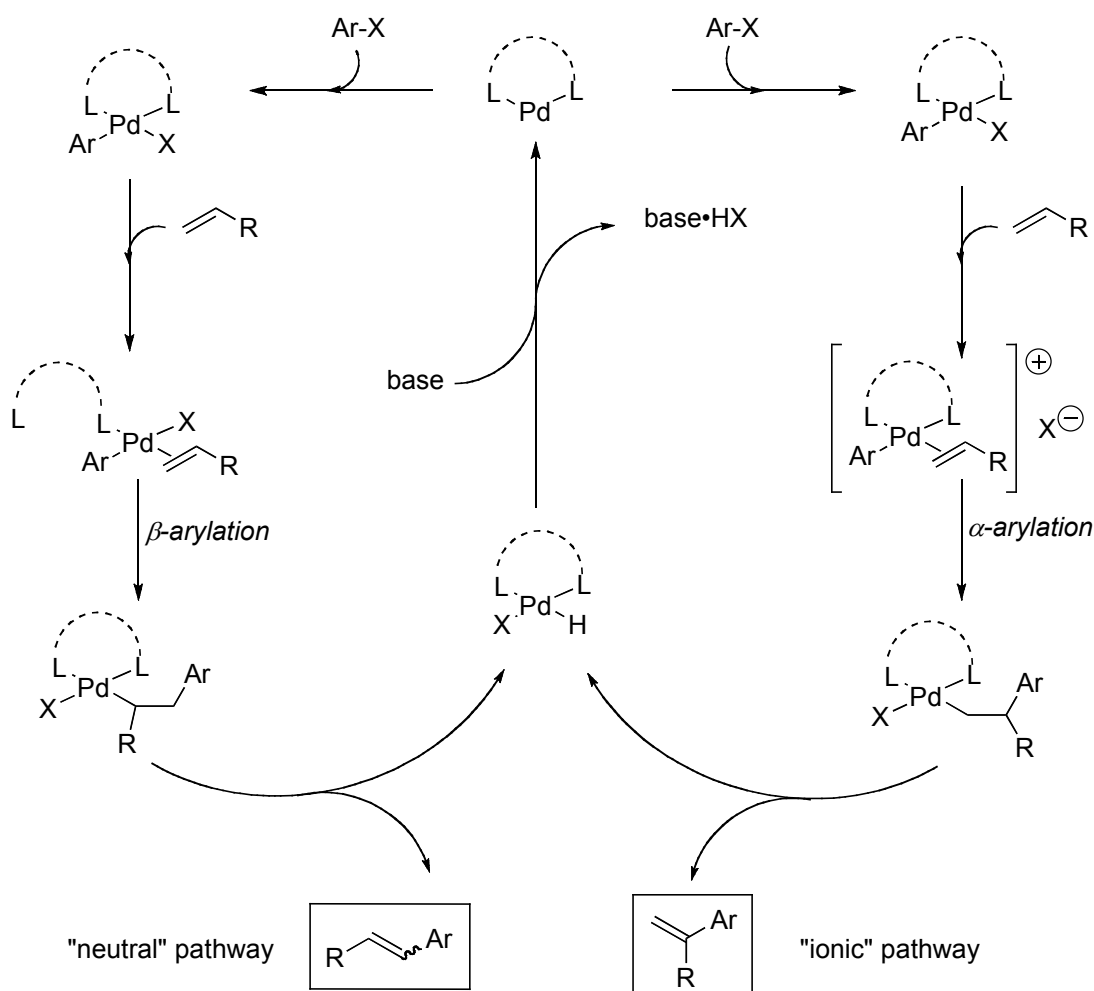 Ar-X
Ar-X
L
L
Pd
Ar
X
L
L
Pd
L
L
Pd
Ar
X
R
base•HX
R
base
L
L
Pd
X
Ar
R
L
L
Pd
Ar
R
+
X
−
β-arylation
α-arylation
L
L
Pd
X
H
L
L
Pd
X
Ar
R
L
L
Pd
X
Ar
R
"neutral" pathway
R
Ar
Ar
R
"ionic" pathway